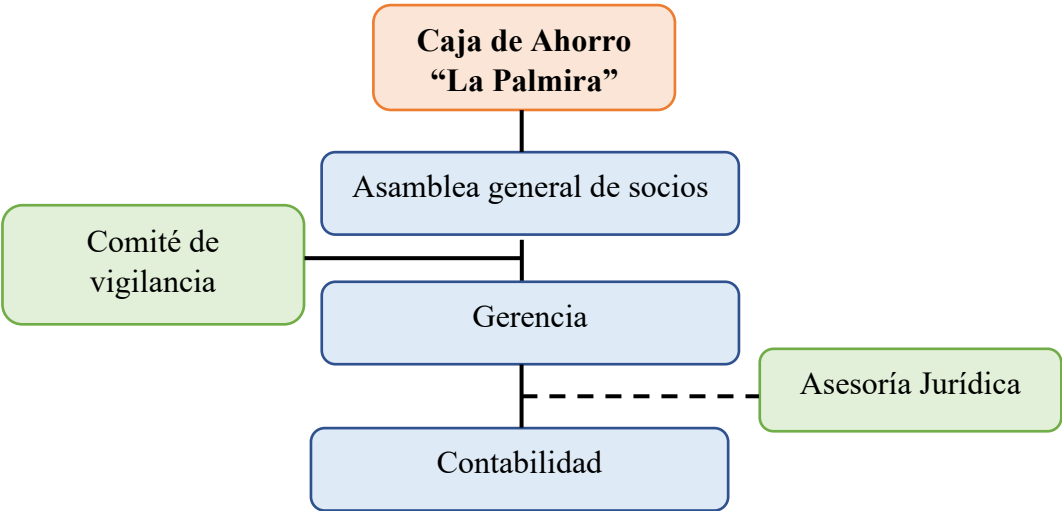 Caja de Ahorro
“La Palmira”
Asamblea general de socios
Comité de
vigilancia
Gerencia
Asesoría Jurídica
Contabilidad